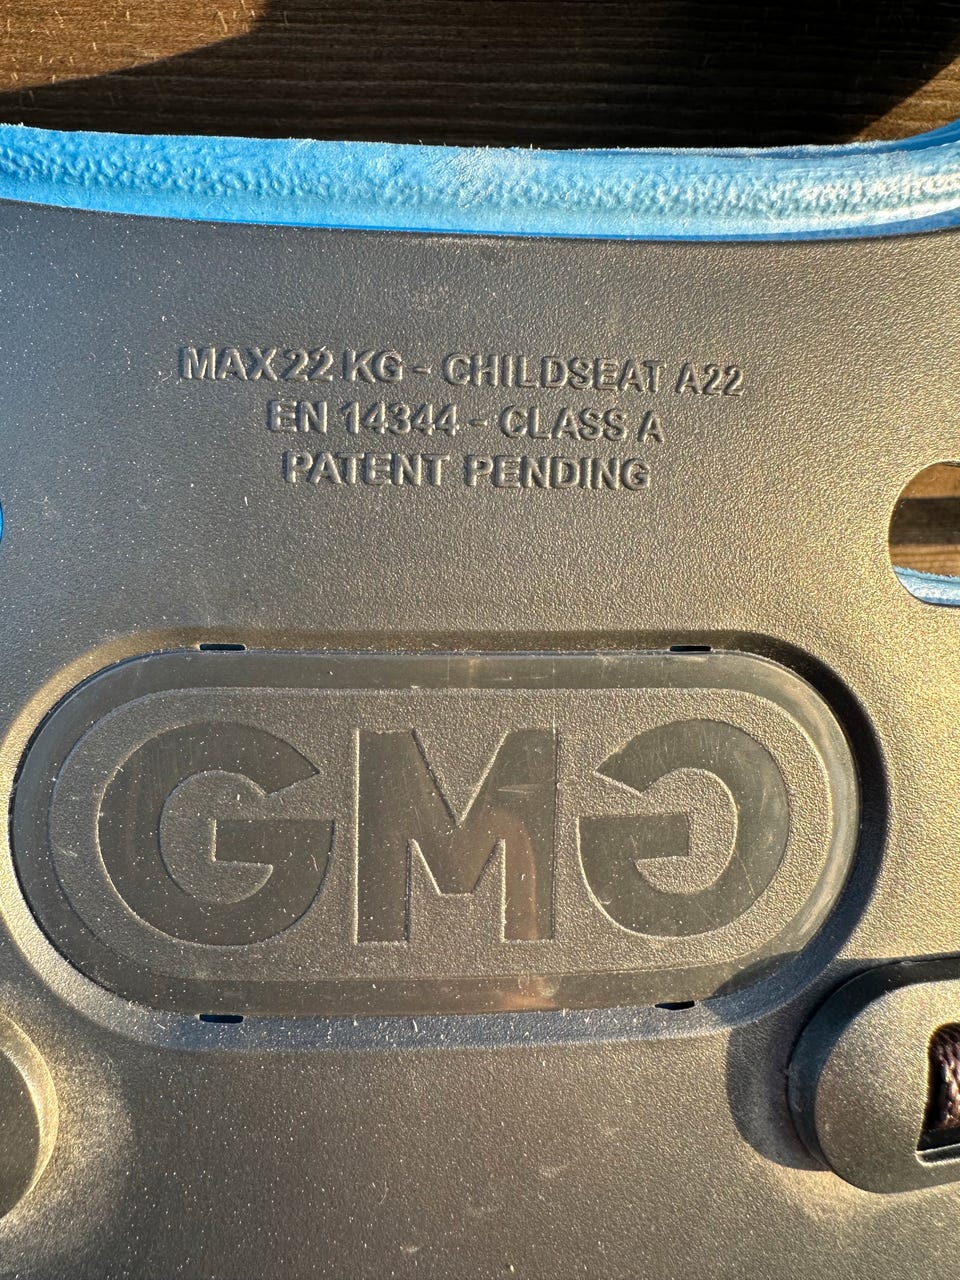 MAX 22 KG - CHILDSEAT A22
EN 14344 - CLASS A
PATENT PENDING
GMG